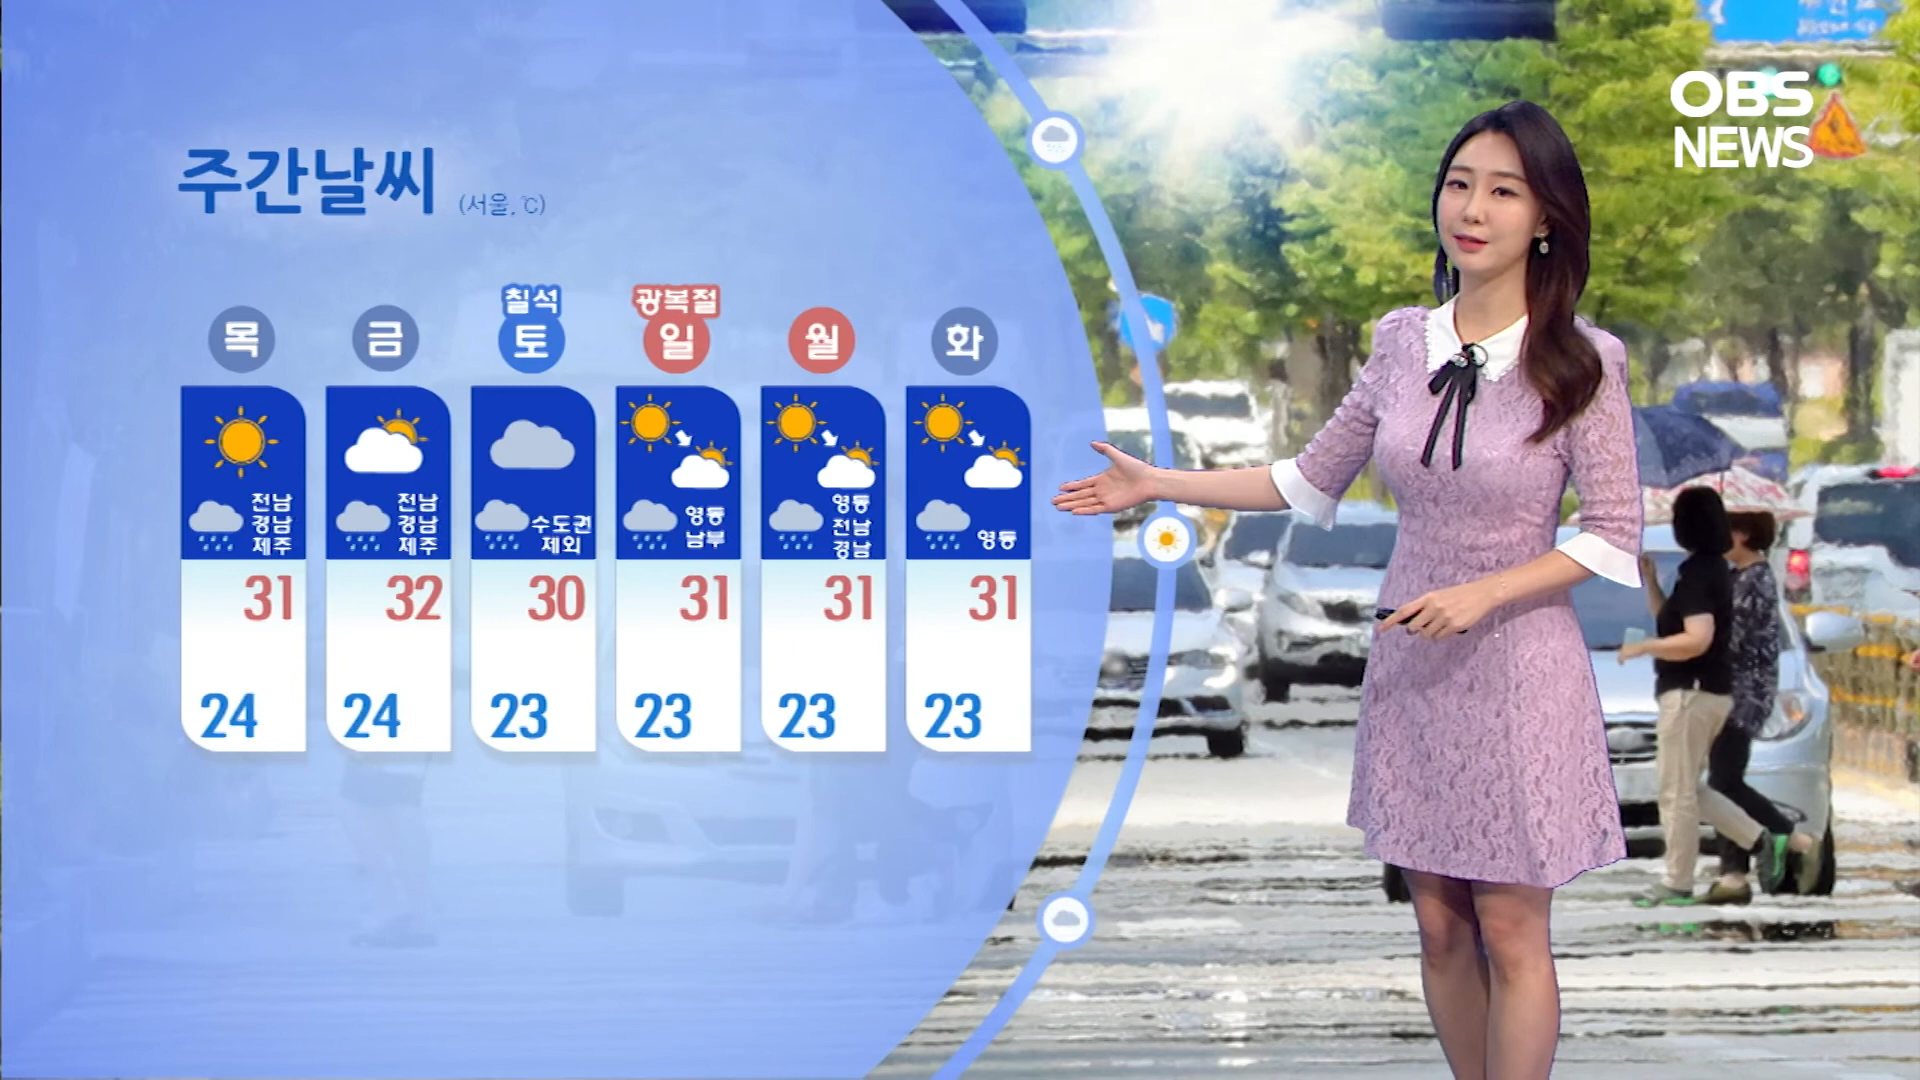 주간날씨 (서울, ℃)
칠석
광복절
목 금 토 일 월 화
전남
경남
제주
전남
경남
제주
수도권
제외
영동
남부
영동
전남
경남
영동
31 32 30 31 31 31
24 24 23 23 23 23
OBS
NEWS